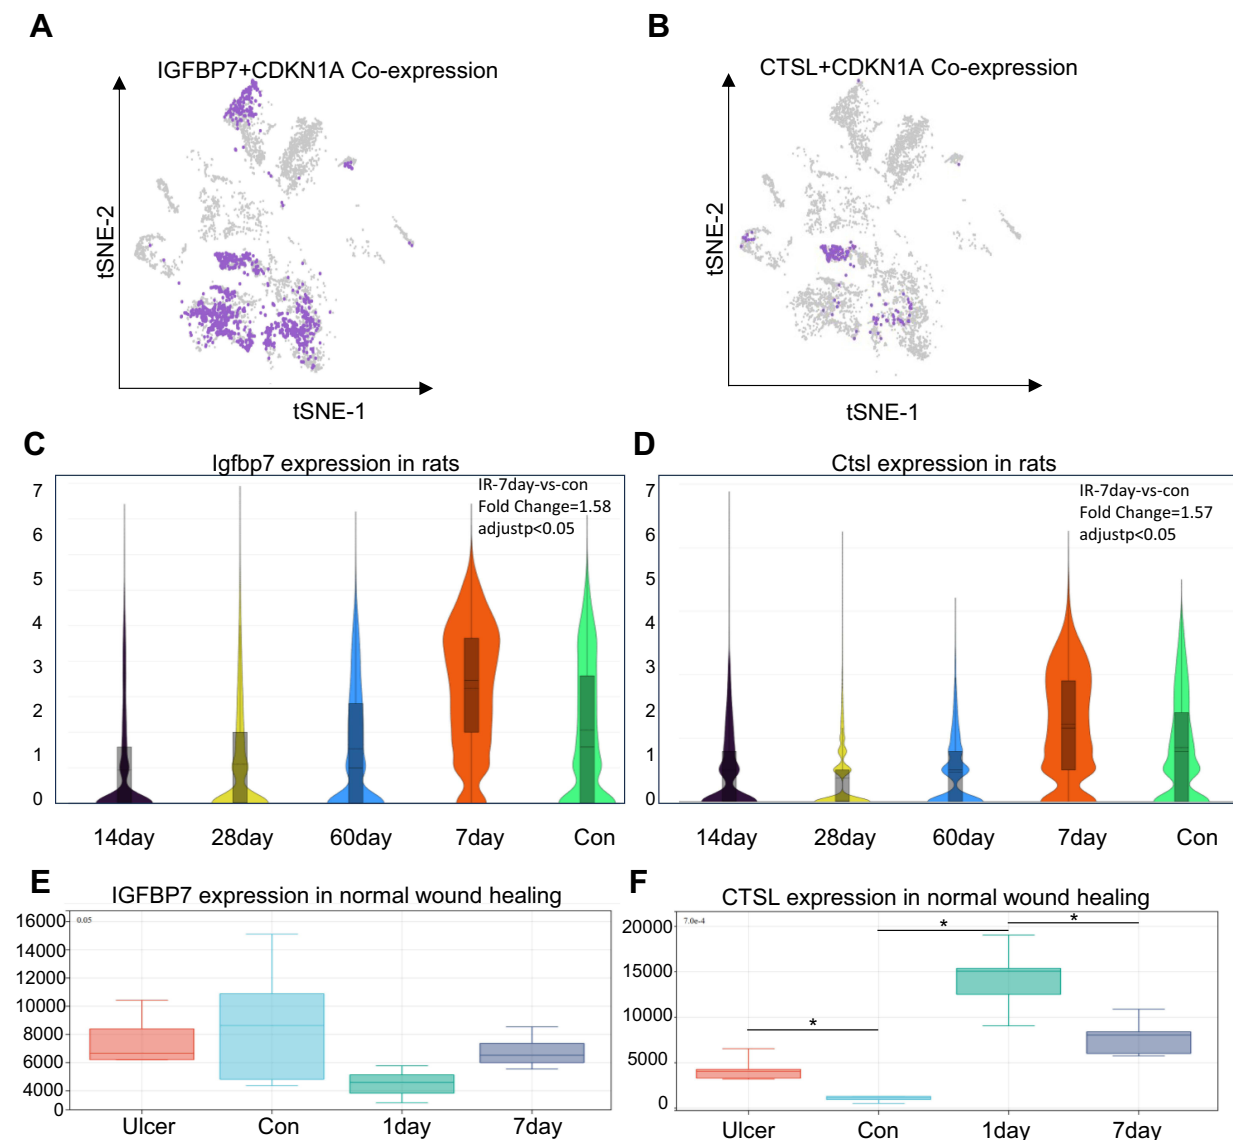 A
B
IGFBP7+CDKN1A Co-expression
CTSL+CDKN1A Co-expression
tSNE-2
tSNE-2
tSNE-1
tSNE-1
C
D
Igfbp7 expression in rats
Ctsl expression in rats
IR-7day-vs-con
Fold Change=1.58
adjustp<0.05
IR-7day-vs-con
Fold Change=1.57
adjustp<0.05
7
6
5
4
3
2
1
0
7
6
5
4
3
2
1
0
14day 28day 60day 7day Con
14day 28day 60day 7day Con
E
F
IGFBP7 expression in normal wound healing
CTSL expression in normal wound healing
0.05
16000
14000
12000
10000
8000
6000
4000
0
7.0e-4
* *
*
20000
15000
10000
5000
0
Ulcer Con 1day 7day
Ulcer Con 1day 7day